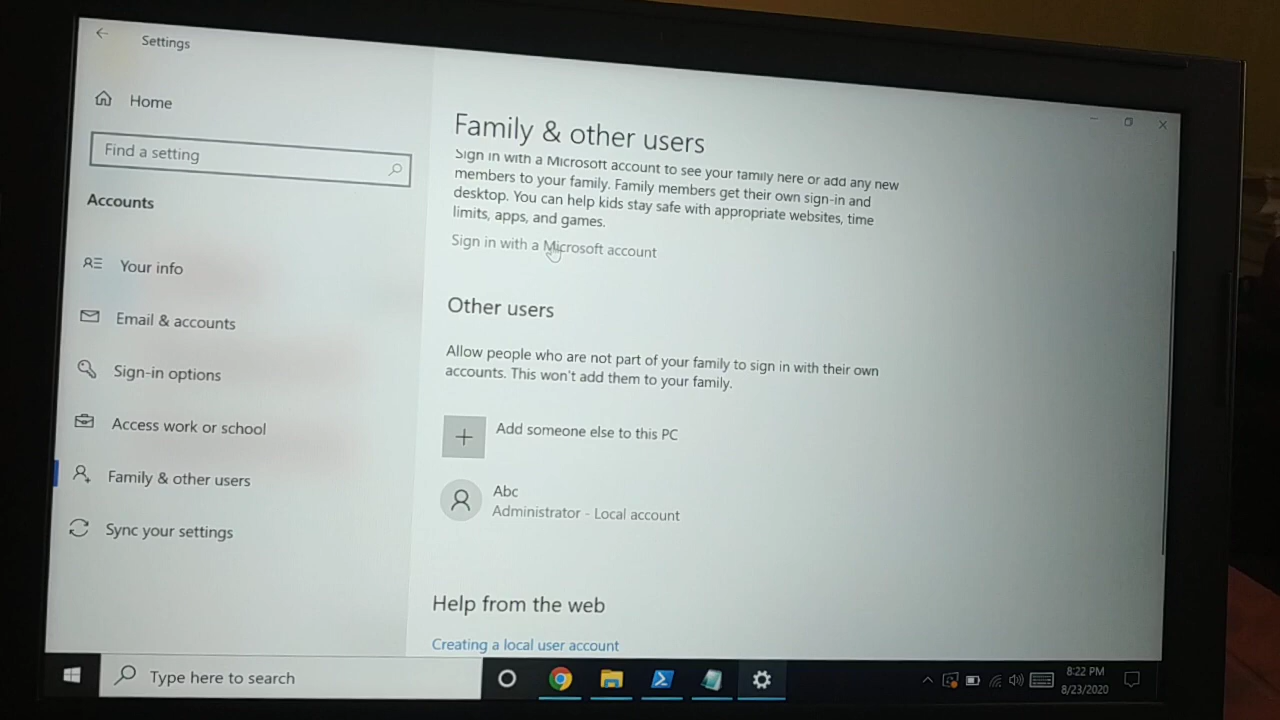 Settings
Home
Find a setting
Accounts
Your info
Email & accounts
Sign-in options
Access work or school
Family & other users
Sync your settings
Family & other users
Sign in with a Microsoft account to see your family here or add any new
members to your family. Family members get their own sign-in and
desktop. You can help kids stay safe with appropriate websites, time
limits, apps, and games.
Sign in with a Microsoft account
Other users
Allow people who are not part of your family to sign in with their own
accounts. This won't add them to your family.
Add someone else to this PC
Abc
Administrator - Local account
Help from the web
Creating a local user account
Type here to search
8:22 PM
8/23/2020